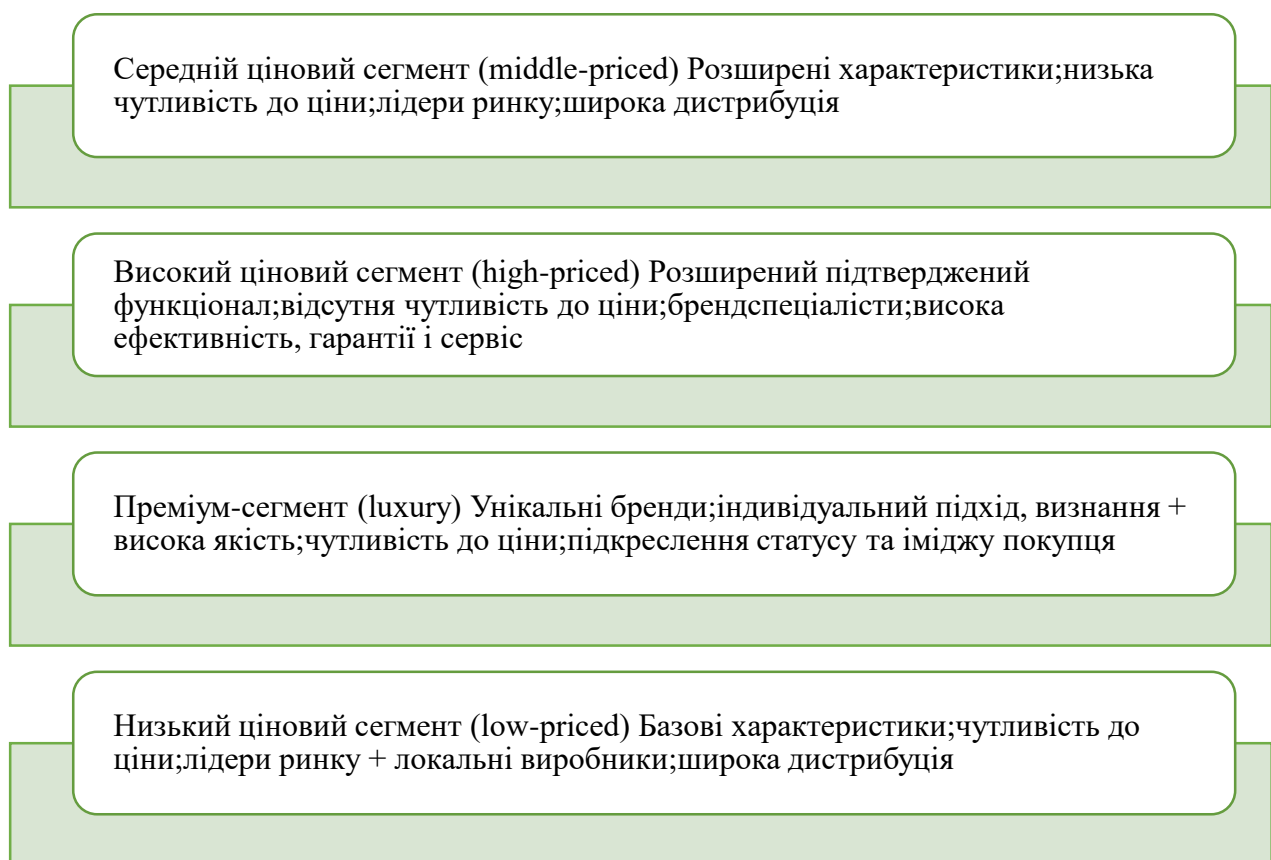 Середній ціновий сегмент (middle-priced) Розширені характеристики;низька
чутливість до ціни;лідери ринку;широка дистрибуція
Високий ціновий сегмент (high-priced) Розширений підтверджений
функціонал;відсутня чутливість до ціни;брендспеціалісти;висока
ефективність, гарантії і сервіс
Преміум-сегмент (luxury) Унікальні бренди;індивідуальний підхід, визнання +
висока якість;чутливість до ціни;підкреслення статусу та іміджу покупця
Низький ціновий сегмент (low-priced) Базові характеристики;чутливість до
ціни;лідери ринку + локальні виробники;широка дистрибуція